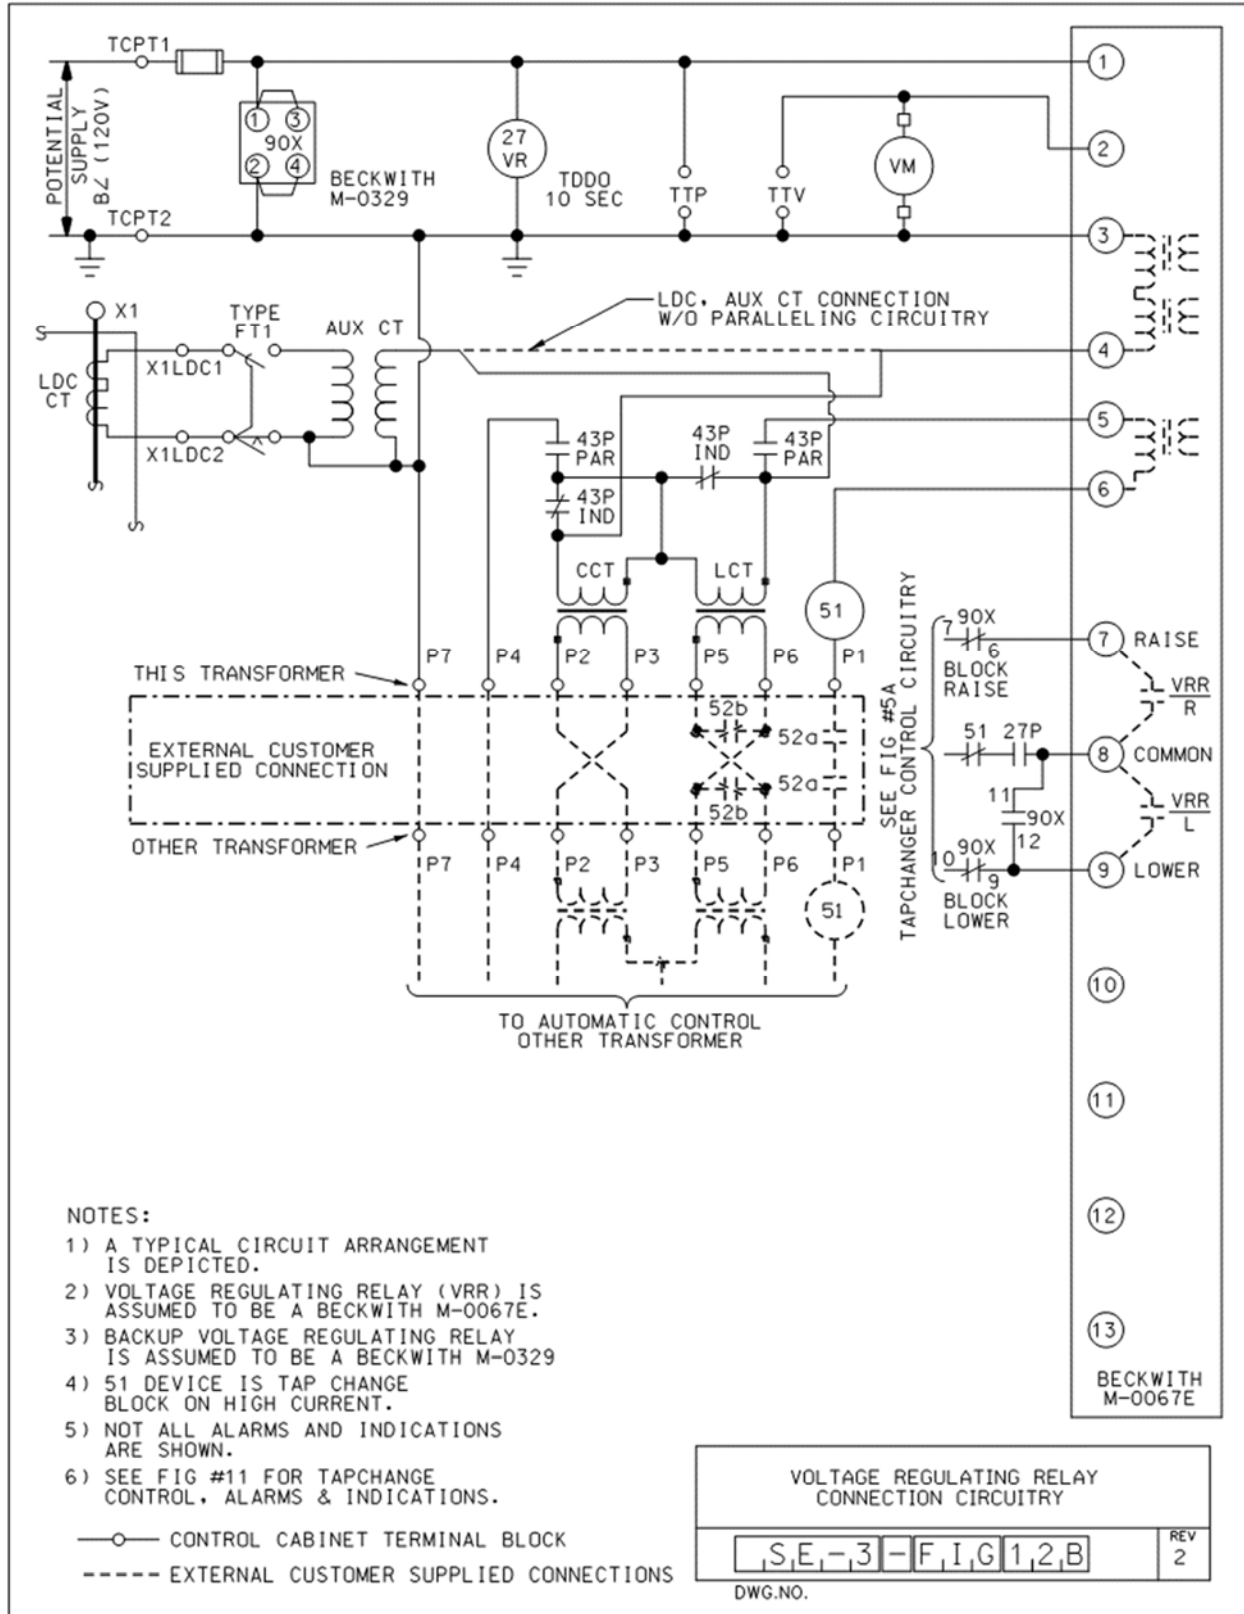 TCPT1
POTENTIAL
SUPPLY
B∠ (120V)
1
3
90X
2
4
BECKWITH
M-0329
27
VR
TDDO
10 SEC
TTP
TTV
VM
1
2
3
TCPT2
X1
S
LDC
CT
X1LDC1
X1LDC2
TYPE
FT1
AUX CT
LDC, AUX CT CONNECTION
W/O PARALLELING CIRCUITRY
4
5
6
S
S
43P
PAR
43P
IND
43P
PAR
43P
IND
CCT
LCT
51
THIS TRANSFORMER
P7
P4
P2
P3
P5
P6
P1
EXTERNAL CUSTOMER
SUPPLIED CONNECTION
52b
52a
52a
52b
OTHER TRANSFORMER
P7
P4
P2
P3
P5
P6
P1
51
TO AUTOMATIC CONTROL
OTHER TRANSFORMER
SEE FIG #5A
TAPCHANGER CONTROL CIRCUITRY
7
90X
6
BLOCK
RAISE
51
27P
11
90X
12
10
90X
9
BLOCK
LOWER
7
RAISE
VRR
R
8
COMMON
VRR
L
9
LOWER
10
11
12
13
BECKWITH
M-0067E
NOTES:
1) A TYPICAL CIRCUIT ARRANGEMENT
IS DEPICTED.
2) VOLTAGE REGULATING RELAY (VRR) IS
ASSUMED TO BE A BECKWITH M-0067E.
3) BACKUP VOLTAGE REGULATING RELAY
IS ASSUMED TO BE A BECKWITH M-0329
4) 51 DEVICE IS TAP CHANGE
BLOCK ON HIGH CURRENT.
5) NOT ALL ALARMS AND INDICATIONS
ARE SHOWN.
6) SEE FIG #11 FOR TAPCHANGE
CONTROL, ALARMS & INDICATIONS.
CONTROL CABINET TERMINAL BLOCK
EXTERNAL CUSTOMER SUPPLIED CONNECTIONS
VOLTAGE REGULATING RELAY
CONNECTION CIRCUITRY
SE-3-FIG12B
REV
2
DWG.NO.